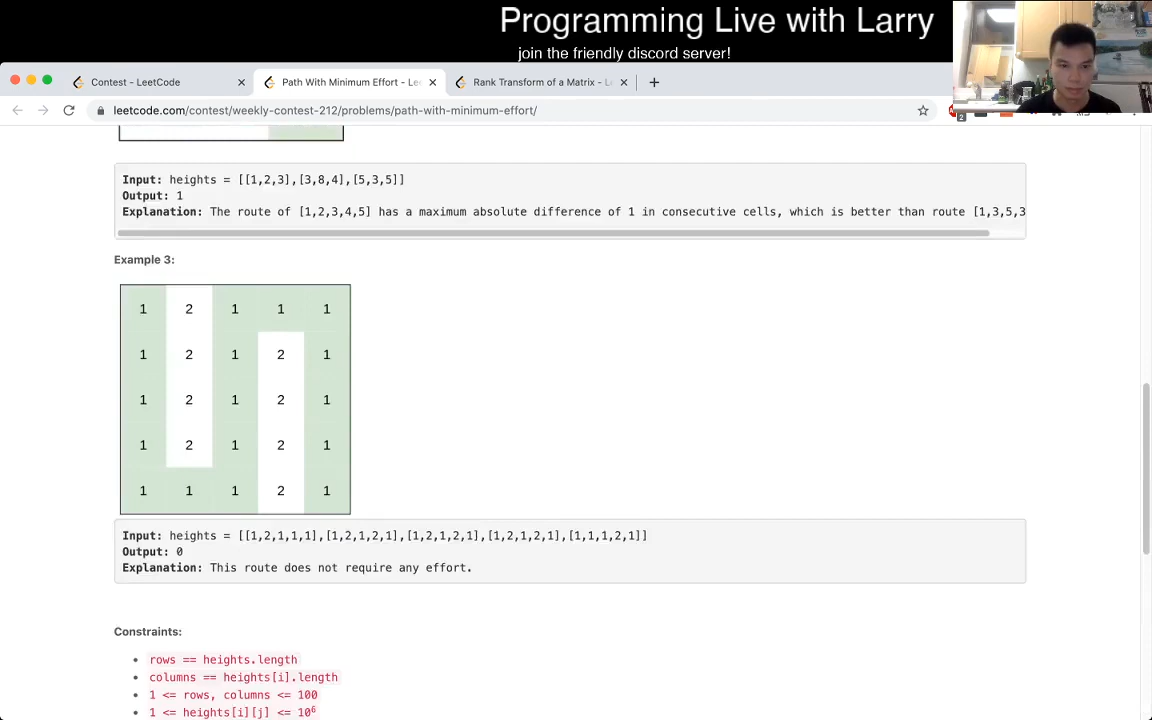 Programming Live with Larry
join the friendly discord server!
Contest - LeetCode
Path With Minimum Effort - Le
Rank Transform of a Matrix - L
leetcode.com/contest/weekly-contest-212/problems/path-with-minimum-effort/
2
Input: heights = [[1,2,3],[3,8,4],[5,3,5]]
Output: 1
Explanation: The route of [1,2,3,4,5] has a maximum absolute difference of 1 in consecutive cells, which is better than route [1,3,5,3
Example 3:
1 2 1 1 1
1 2 1 2 1
1 2 1 2 1
1 2 1 2 1
1 1 1 2 1
Input: heights = [[1,2,1,1,1],[1,2,1,2,1],[1,2,1,2,1],[1,2,1,2,1],[1,1,1,2,1]]
Output: 0
Explanation: This route does not require any effort.
Constraints:
rows == heights.length
columns == heights[i].length
1 <= rows, columns <= 100
1 <= heights[i][j] <= 10⁶